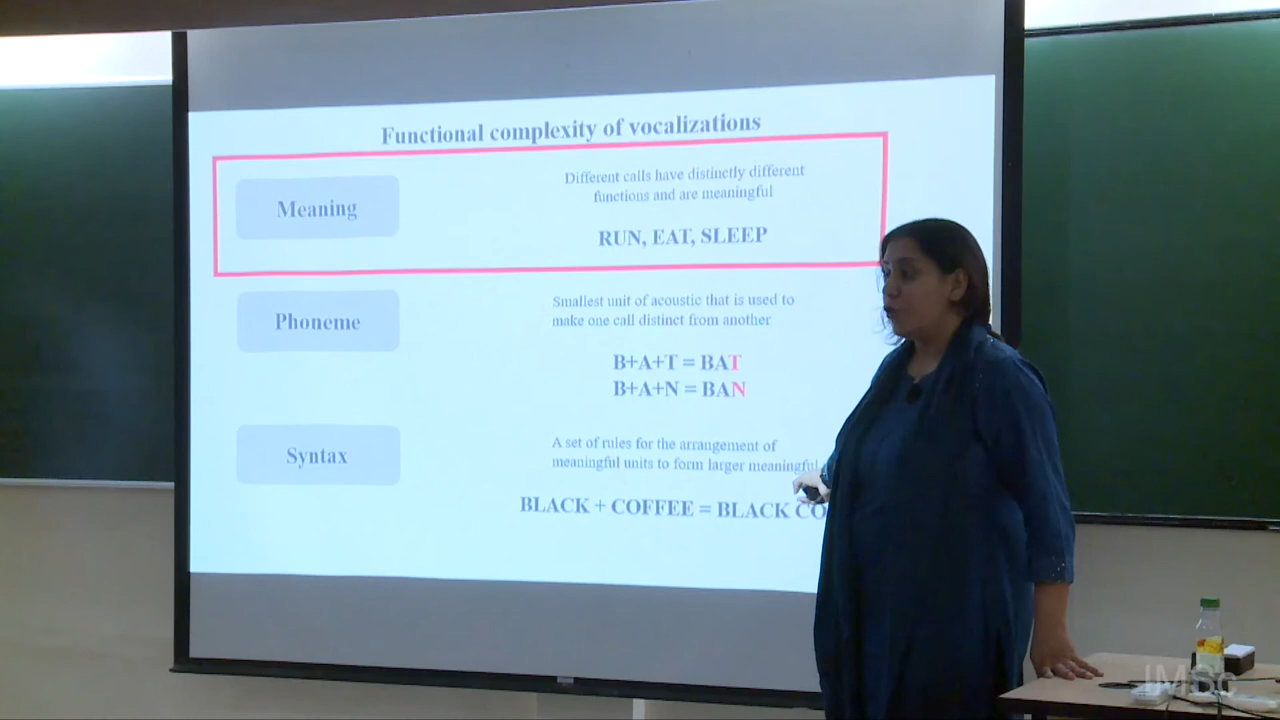 Functional complexity of vocalizations
Meaning
Different calls have distinctly different
functions and are meaningful
RUN, EAT, SLEEP
Phoneme
Smallest unit of acoustic that is used to
make one call distinct from another
B+A+T = BAT
B+A+N = BAN
Syntax
A set of rules for the arrangement of
meaningful units to form larger meaningful
BLACK + COFFEE = BLACK CO
IMSc